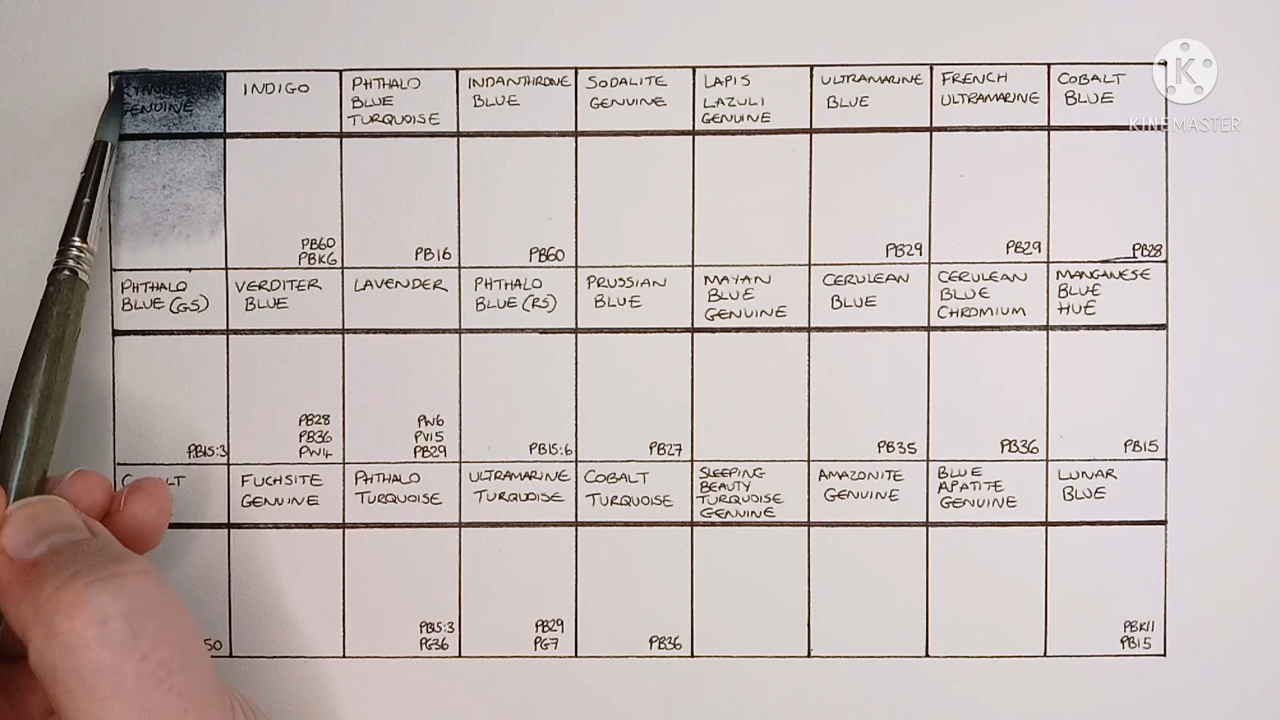 KYANITE
GENUINE
INDIGO
PHTHALO
BLUE
TURQUOISE
INDANTHRONE
BLUE
SODALITE
GENUINE
LAPIS
LAZULI
GENUINE
ULTRAMARINE
BLUE
FRENCH
ULTRAMARINE
COBALT
BLUE
K
KINEMASTER
PB60
PBK6
PB16
PB60
PB29
PB29
PB28
PHTHALO
BLUE (GS)
VERDITER
BLUE
LAVENDER
PHTHALO
BLUE (RS)
PRUSSIAN
BLUE
MAYAN
BLUE
GENUINE
CERULEAN
BLUE
CERULEAN
BLUE
CHROMIUM
MANGANESE
BLUE
HUE
PB15:3
PB28
PB36
PW4
PW6
PV15
PB29
PB15:6
PB27
PB35
PB36
PB15
FUCHSITE
GENUINE
PHTHALO
TURQUOISE
ULTRAMARINE
TURQUOISE
COBALT
TURQUOISE
SLEEPING
BEAUTY
TURQUOISE
GENUINE
AMAZONITE
GENUINE
BLUE
APATITE
GENUINE
LUNAR
BLUE
50
PB15:3
PG36
PB29
PG7
PB36
PBK11
PB15